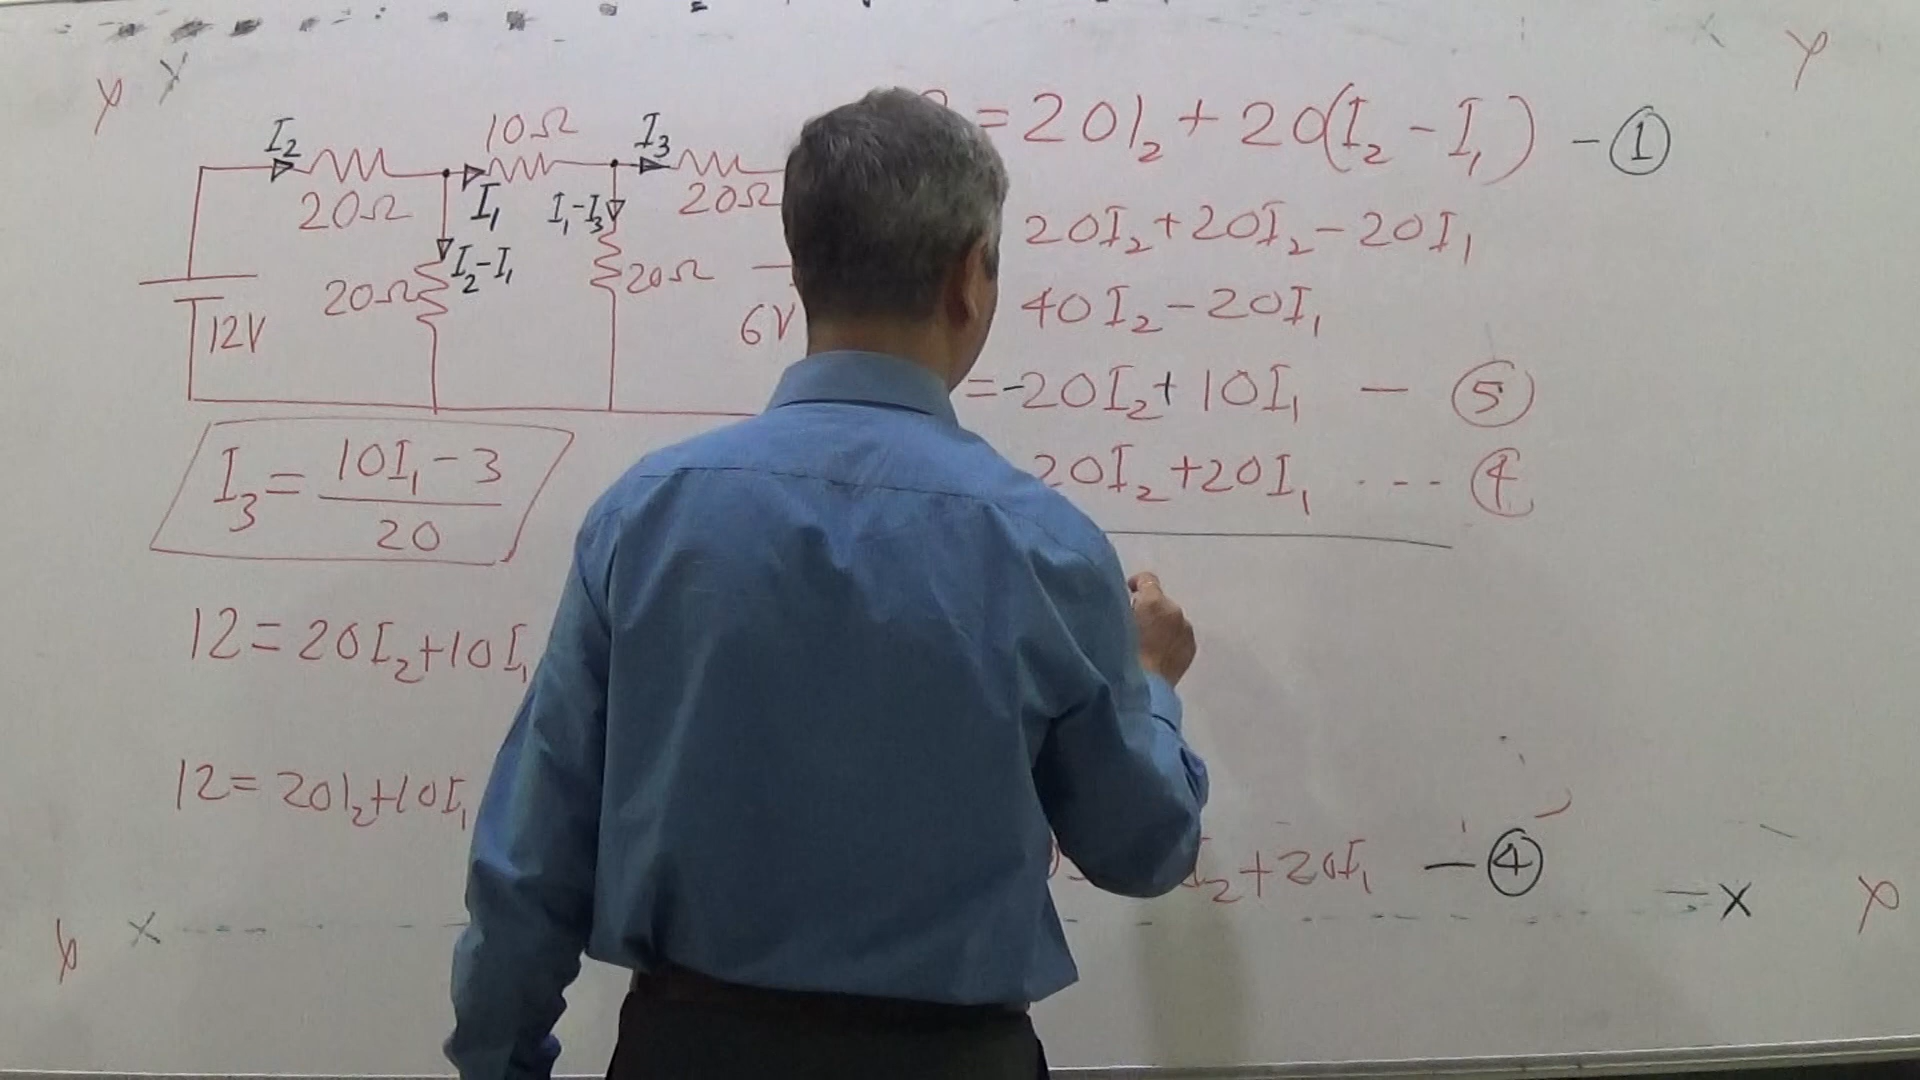 Y
Y
Y
I₂
10Ω
I₃
20Ω
I₁
I₁-I₃
20Ω
I₂-I₁
20Ω
20Ω
12V
6V
I₃ = (10I₁ - 3) / 20
12 = 20I₂ + 10I₁
12 = 20I₂ + 10I₁
= 20I₂ + 20(I₂ - I₁) - ①
20I₂ + 20I₂ - 20I₁
40I₂ - 20I₁
= -20I₂ + 10I₁ - ⑤
20I₂ + 20I₁ --- ④
I₂ + 20I₁ - ④
X
X
Y
Y